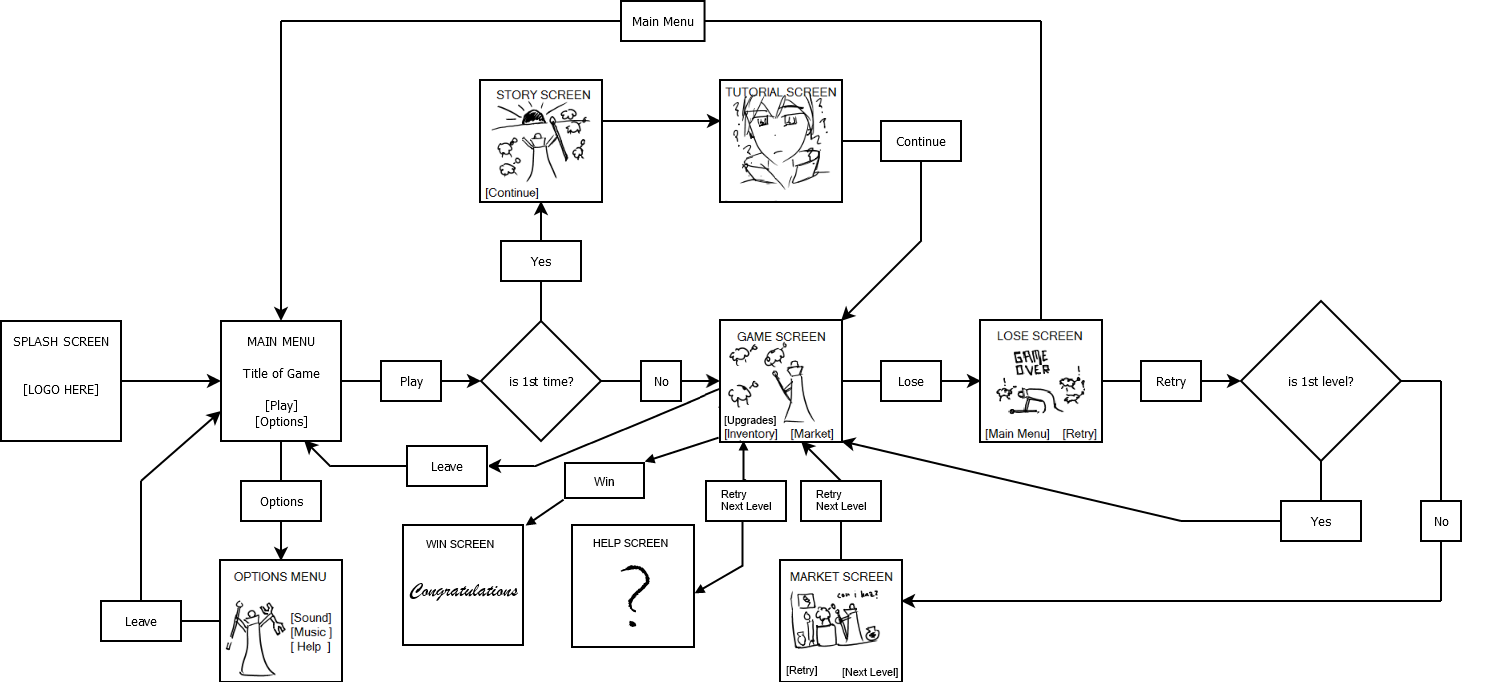 Main Menu
STORY SCREEN
[Continue]
TUTORIAL SCREEN
? ? ? ? ? ?
Continue
Yes
SPLASH SCREEN
[LOGO HERE]
MAIN MENU
Title of Game
[Play]
[Options]
Play
is 1st time?
No
GAME SCREEN
[Upgrades]
[Inventory] [Market]
Lose
LOSE SCREEN
GAME
OVER
! !
[Main Menu] [Retry]
Retry
is 1st level?
Leave
Win
Options
Retry
Next Level
Retry
Next Level
Yes
No
WIN SCREEN
Congratulations
HELP SCREEN
?
OPTIONS MENU
[Sound]
[Music ]
[ Help ]
Leave
MARKET SCREEN
can i haz?
[Retry] [Next Level]